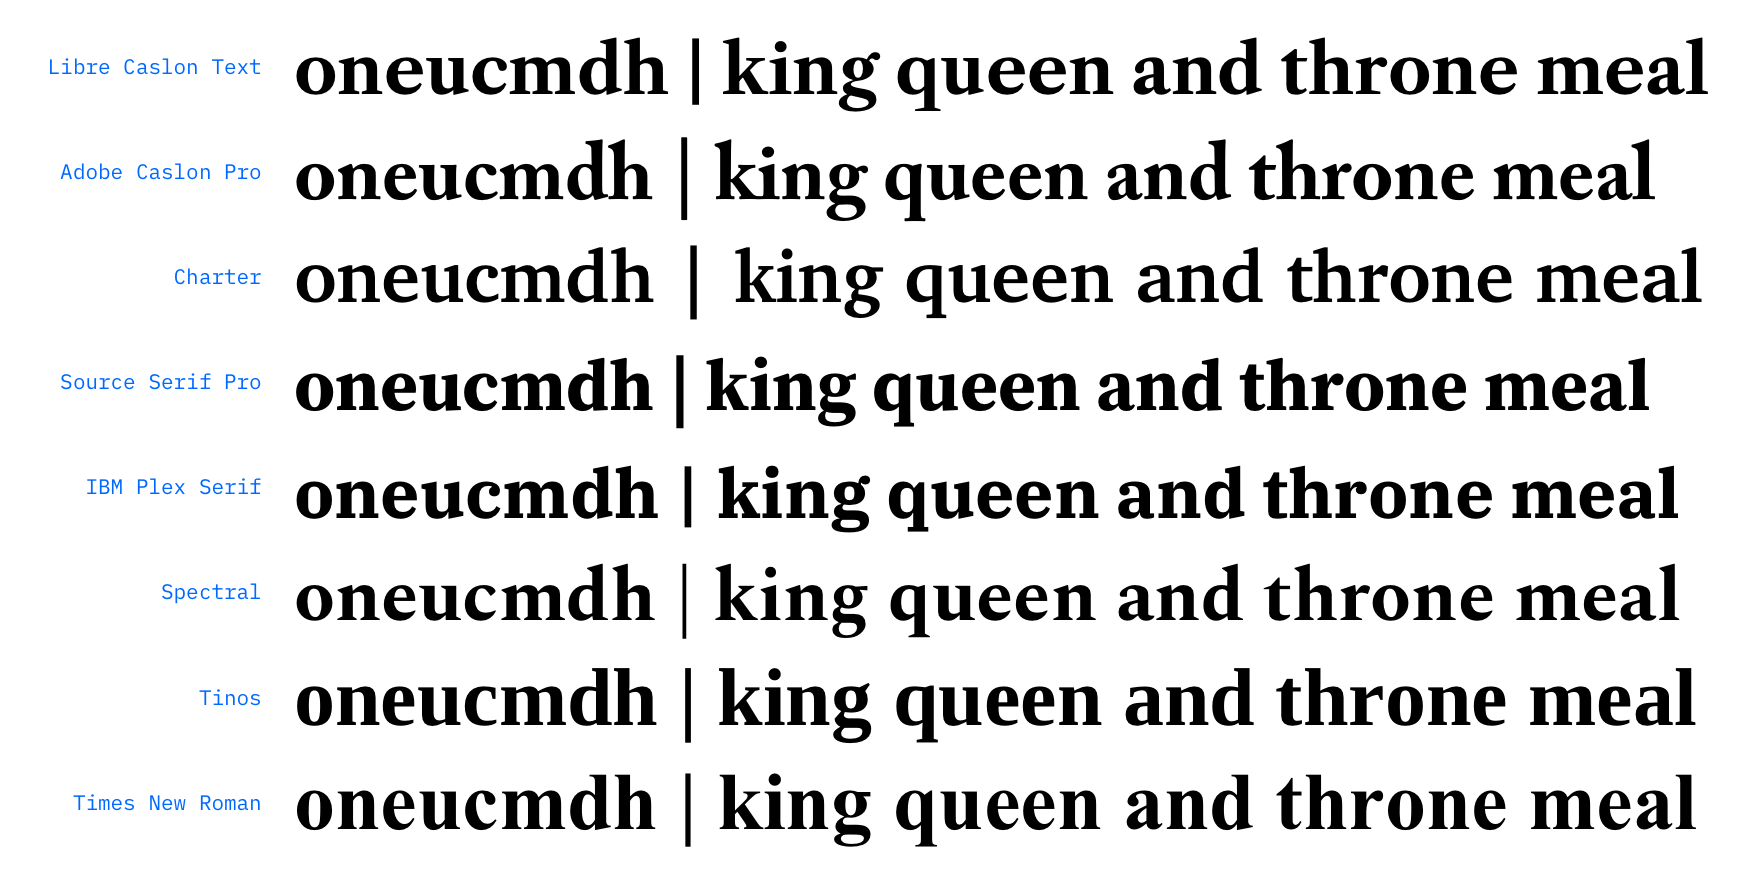 Libre Caslon Text oneucmdh | king queen and throne meal
Adobe Caslon Pro oneucmdh | king queen and throne meal
Charter oneucmdh | king queen and throne meal
Source Serif Pro oneucmdh | king queen and throne meal
IBM Plex Serif oneucmdh | king queen and throne meal
Spectral oneucmdh | king queen and throne meal
Tinos oneucmdh | king queen and throne meal
Times New Roman oneucmdh | king queen and throne meal